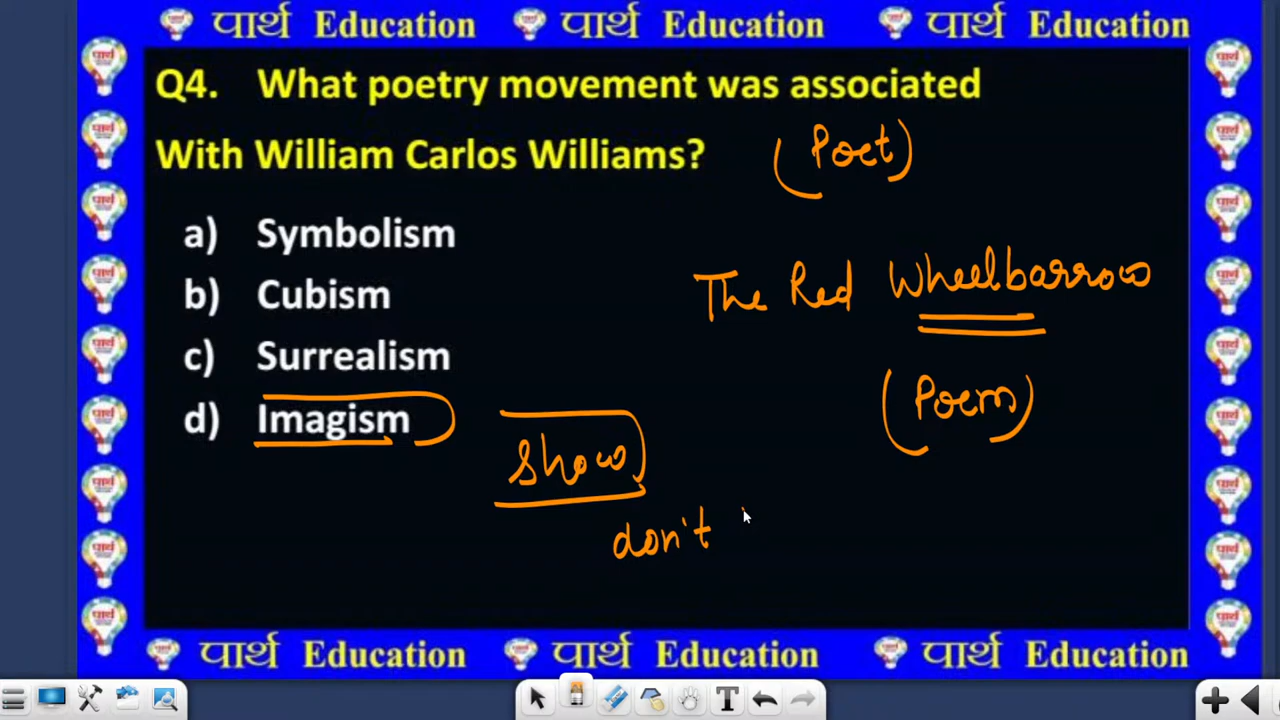 पार्थ Education पार्थ Education पार्थ Education
Q4. What poetry movement was associated
With William Carlos Williams?
(Poet)
a) Symbolism
b) Cubism
The Red Wheelbarrow
c) Surrealism
(Poem)
d) Imagism
Show
don't
पार्थ Education पार्थ Education पार्थ Education